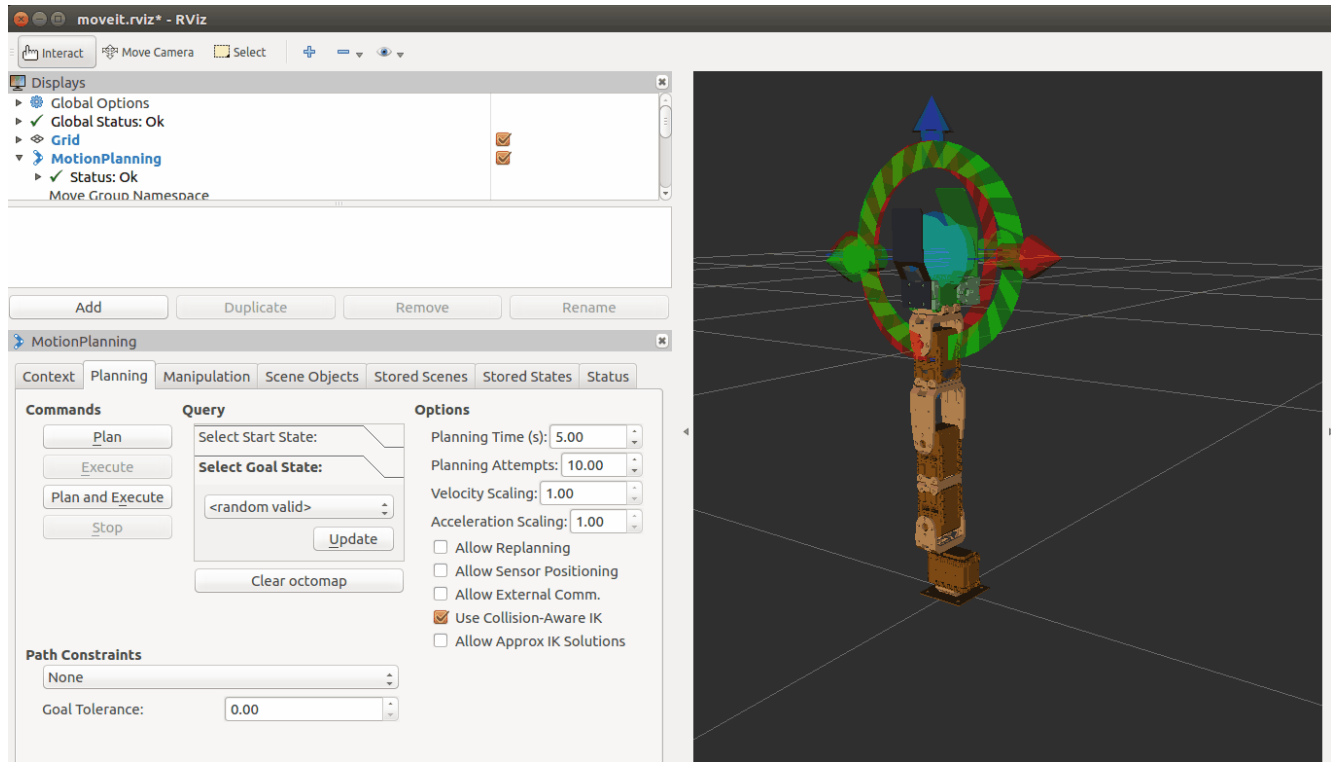 moveit.rviz* - RViz
Interact Move Camera Select
Displays
Global Options
Global Status: Ok
Grid
MotionPlanning
Status: Ok
Move Group Namespace
Add Duplicate Remove Rename
MotionPlanning
Context Planning Manipulation Scene Objects Stored Scenes Stored States Status
Commands Query Options
Plan Select Start State: Planning Time (s): 5.00
Execute Select Goal State: Planning Attempts: 10.00
Plan and Execute <random valid> Velocity Scaling: 1.00
Stop Acceleration Scaling: 1.00
Update Allow Replanning
Clear octomap Allow Sensor Positioning
Allow External Comm.
Use Collision-Aware IK
Allow Approx IK Solutions
Path Constraints
None
Goal Tolerance: 0.00